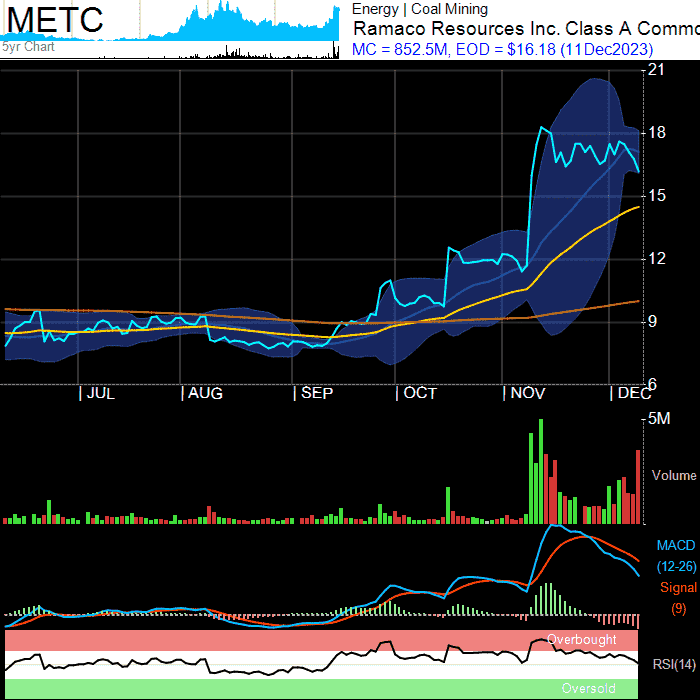 METC
5yr Chart
Energy | Coal Mining
Ramaco Resources Inc. Class A Commo
MC = 852.5M, EOD = $16.18 (11Dec2023)
21
18
15
12
9
6
| JUL | AUG | SEP | OCT | NOV | DEC
5M
Volume
MACD
(12-26)
Signal
(9)
Overbought
RSI(14)
Oversold